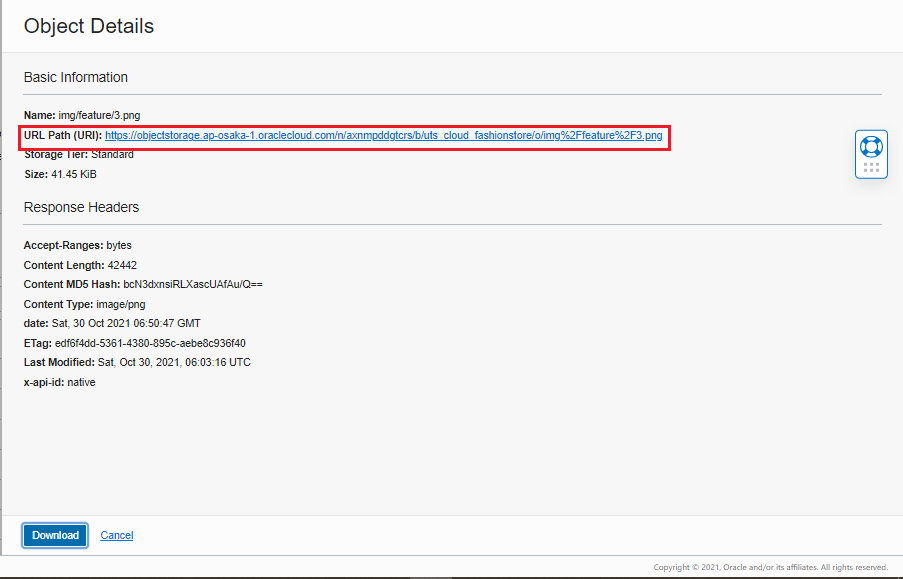 Object Details
Basic Information
Name: img/feature/3.png
URL Path (URI): https://objectstorage.ap-osaka-1.oraclecloud.com/n/axnmpddgtcrs/b/uts_cloud_fashionstore/o/img%2Ffeature%2F3.png
Storage Tier: Standard
Size: 41.45 KiB
Response Headers
Accept-Ranges: bytes
Content Length: 42442
Content MD5 Hash: bcN3dxnsiRLXascUAfAu/Q==
Content Type: image/png
date: Sat, 30 Oct 2021 06:50:47 GMT
ETag: edf6f4dd-5361-4380-895c-aebe8c936f40
Last Modified: Sat, Oct 30, 2021, 06:03:16 UTC
x-api-id: native
Download Cancel
Copyright © 2021, Oracle and/or its affiliates. All rights reserved.